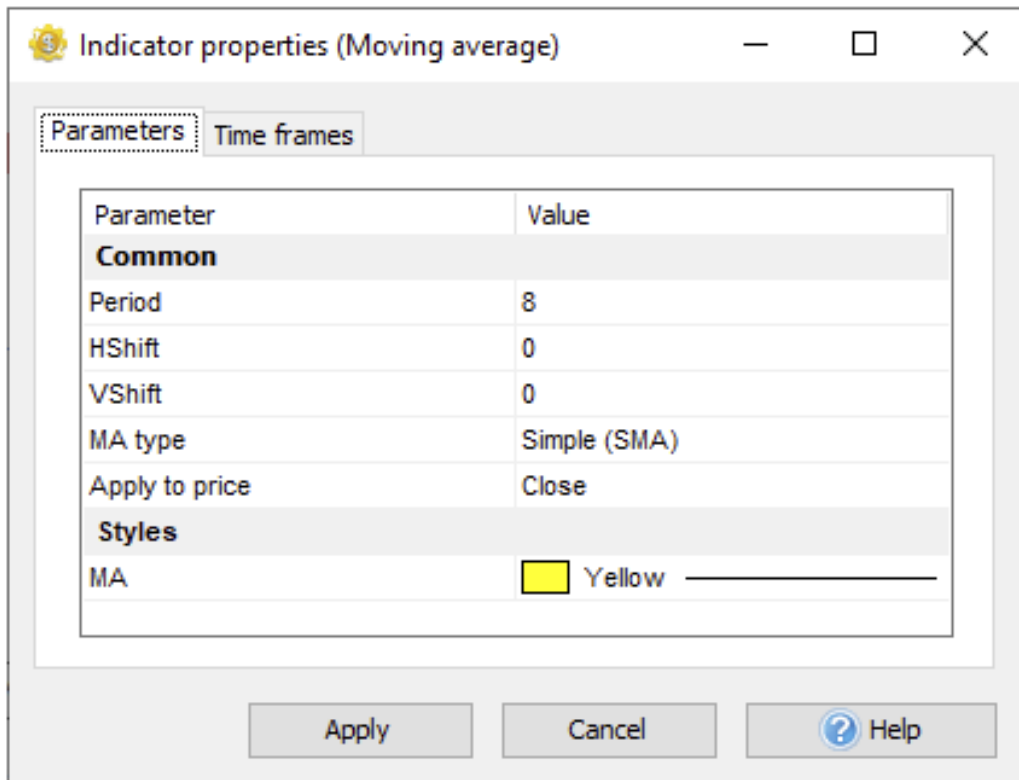 Indicator properties (Moving average)
Parameters Time frames
Parameter Value
Common
Period 8
HShift 0
VShift 0
MA type Simple (SMA)
Apply to price Close
Styles
MA Yellow
Apply Cancel Help